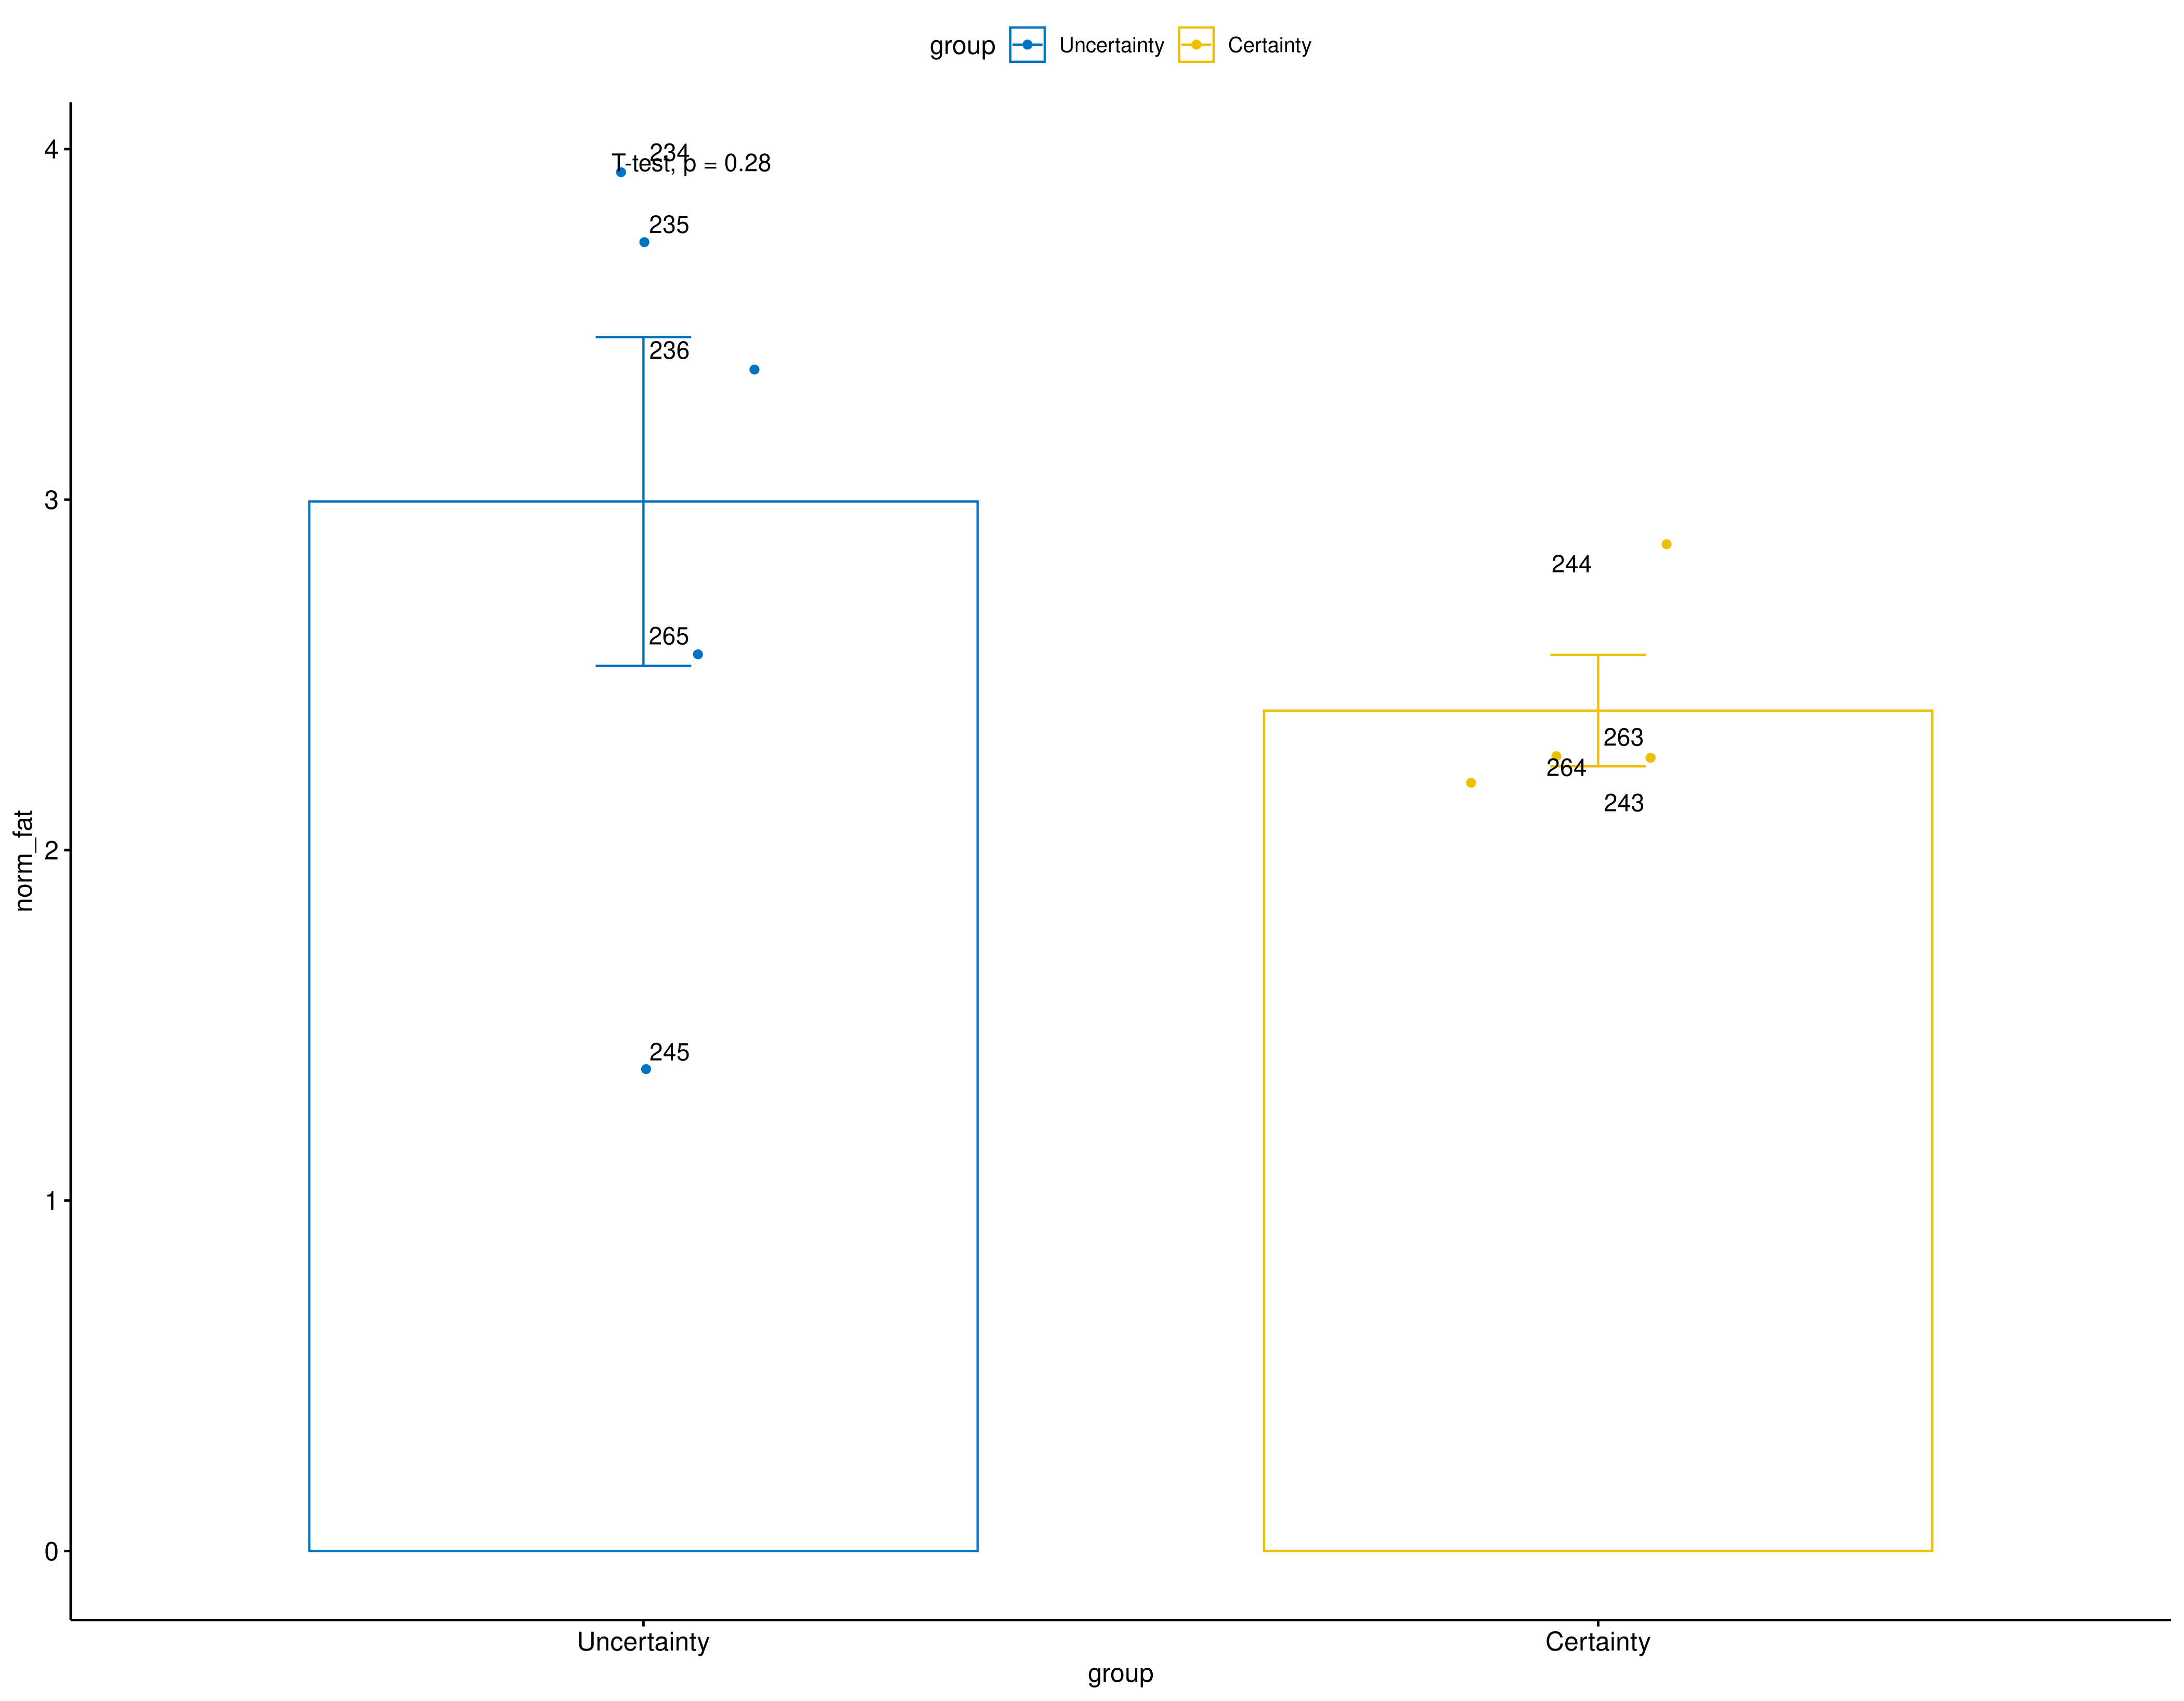 group Uncertainty Certainty
4
234
T-test, p = 0.28
235
236
3
244
265
263
264
243
2
norm_fat
245
1
0
Uncertainty Certainty
group